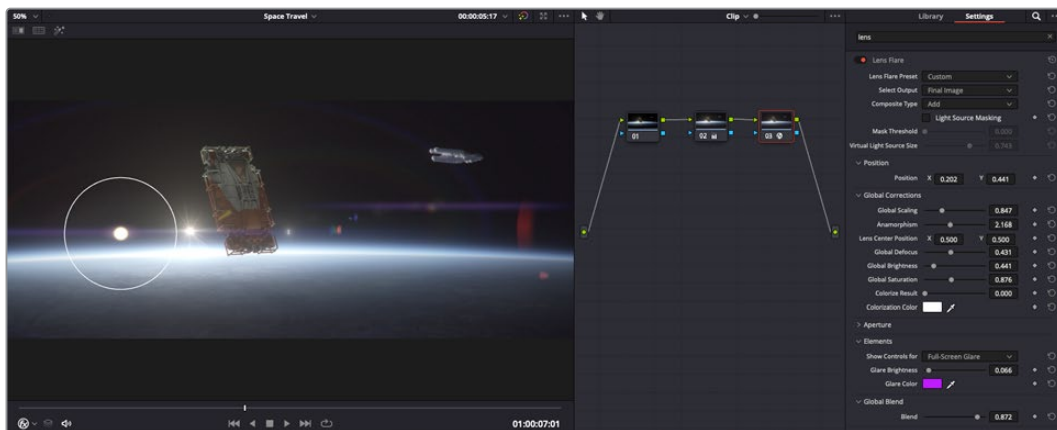 50% Space Travel 00:00:05:17 Clip Library Settings
lens
Lens Flare
Lens Flare Preset Custom
Select Output Final Image
Composite Type Add
Light Source Masking
Mask Threshold 0.000
Virtual Light Source Size 0.743
Position
Position X 0.202 Y 0.441
Global Corrections
Global Scaling 0.847
Anamorphism 2.168
Lens Center Position X 0.500 Y 0.500
Global Defocus 0.431
Global Brightness 0.441
Global Saturation 0.876
Colorize Result 0.000
Colorization Color
Aperture
Elements
Show Controls for Full-Screen Glare
Glare Brightness 0.066
Glare Color
Global Blend
Blend 0.872
01 02 03
01:00:07:01